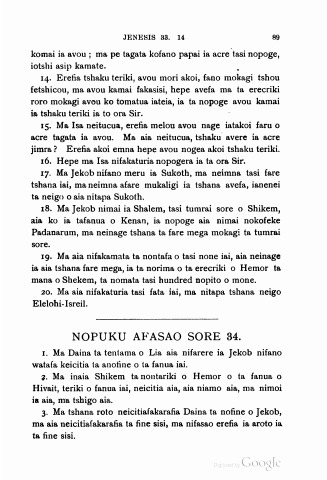 JENESIS 33. 14 89
komai ia avou ; ma pe tagata kofano papai ia acre tasi nopoge,
iotshi asip kamate.
14. Erefia tshaku teriki, avou mori akoi, fano mokagi tshou
fetshicou, ma avou kamai fakasisi, hepe avefa ma ta erecriki
roro mokagi avou ko tomatua iateia, ia ta nopoge avou kamai
ia tshaku teriki ia to ora Sir.
15. Ma Isa neitucua, erefia melou avou nage iatakoi faru o
acre tagata ia avou. Ma aia neitucua, tshaku avere ia acre
jimra ? Erefia akoi emna hepe avou nogea akoi tshaku teriki.
16. Hepe ma Isa nifakaturia nopogera ia ta ora Sir.
17. Ma Jekob nifano meru ia Sukoth, ma neimna tasi fare
tshana iai, ma neimna afare mukaligi ia tshana avefa, ianenei
ta neigo o aia nitapa Sukoth.
18. Ma Jekob nimai ia Shalem, tasi tumrai sore o Shikem,
aia ko ia tafanua o Kenan, ia nopoge aia nimai nokofeke
Padanarum, ma neinage tshana ta fare mega mokagi ta tumrai
sore.
19. Ma aia nifakamata ta nontafa o tasi none iai, aia neinage
ia aia tshana fare mega, ia ta norima o ta erecriki o Hemor ta
mana o Shekem, ta nomata tasi hundred nopito o mone.
20. Ma aia nifakaturia tasi fata iai, ma nitapa tshana neigo
Elelohi-Isreil.
NOPUKU AFASAO SORE 34.
1. Ma Daina ta tentama o Lia aia nifarere ia Jekob nifano
watafa keicitia ta anofine o ta fanua iai.
2. Ma inaia Shikem ta nontariki o Hemor o ta fanua o
Hivait, teriki o fanua iai, neicitia aia, aia niamo aia, ma nimoi
ia aia, ma tshigo aia.
3. Ma tshana roto neicitiafakarafia Daina ta nofine o Jekob,
ma aia neicitiafakarafia ta fine sisi, ma nifasao erefia ia aroto ia
ta fine sisi.
Digitized by Google